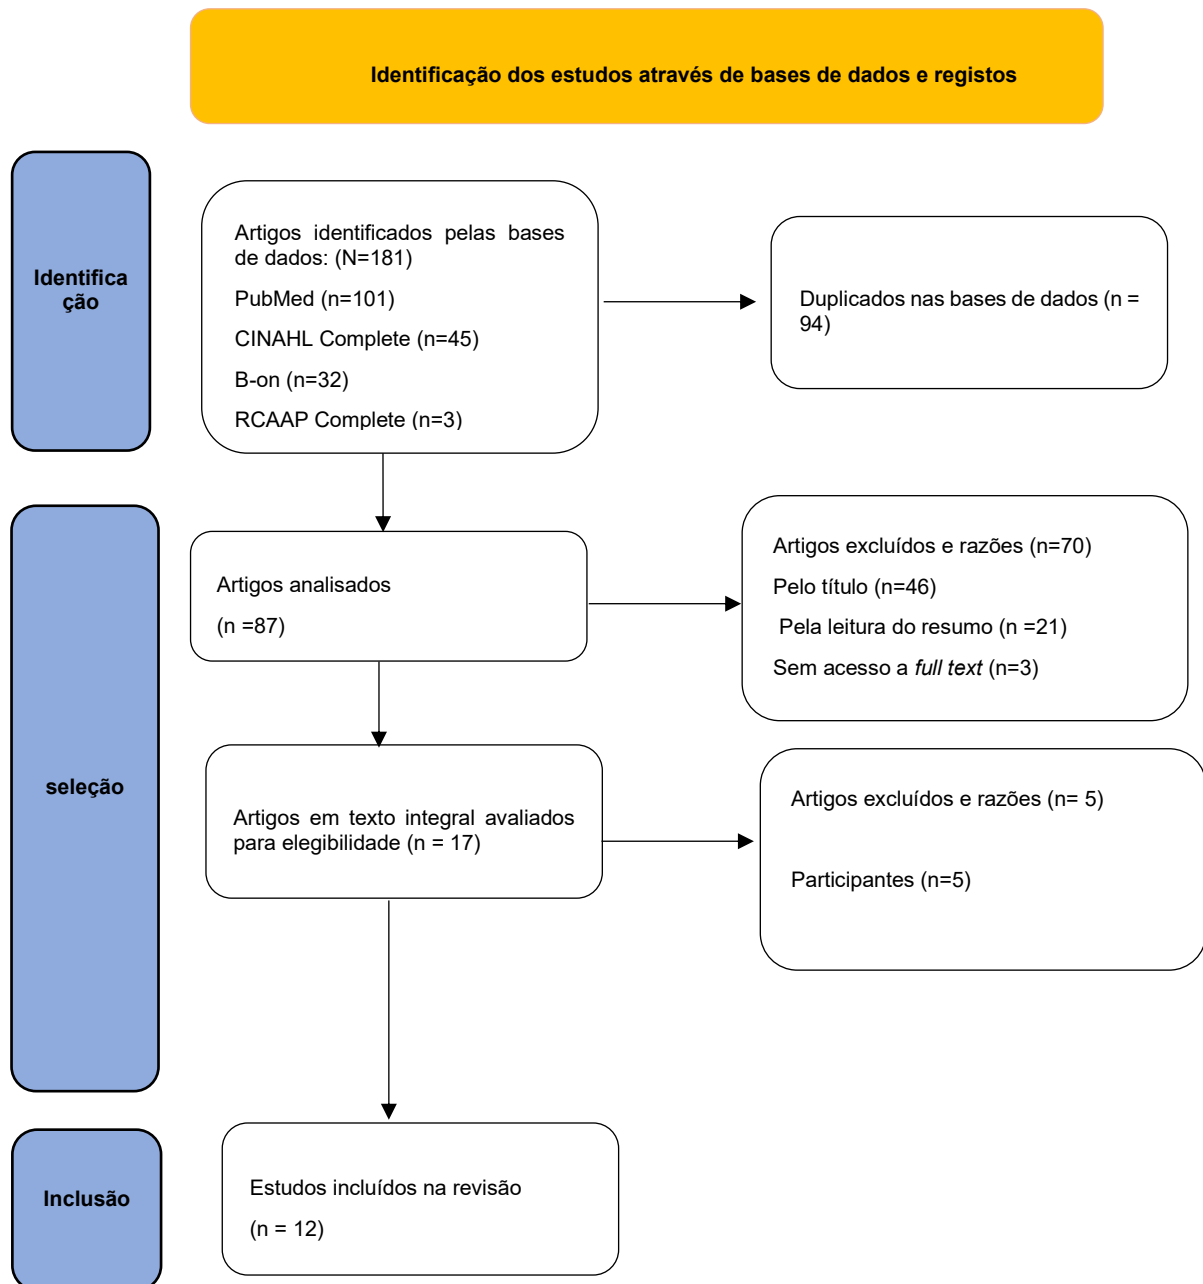 Identificação dos estudos através de bases de dados e registos
Identifica
ção
Artigos identificados pelas bases
de dados: (N=181)
PubMed (n=101)
CINAHL Complete (n=45)
B-on (n=32)
RCAAP Complete (n=3)
Duplicados nas bases de dados (n =
94)
seleção
Artigos analisados
(n =87)
Artigos excluídos e razões (n=70)
Pelo título (n=46)
Pela leitura do resumo (n =21)
Sem acesso a full text (n=3)
Artigos em texto integral avaliados
para elegibilidade (n = 17)
Artigos excluídos e razões (n= 5)
Participantes (n=5)
Inclusão
Estudos incluídos na revisão
(n = 12)